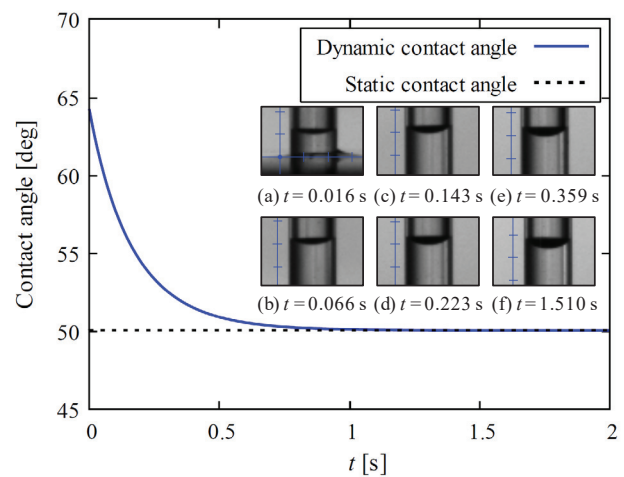 70
65
60
55
50
45
Contact angle [deg]
Dynamic contact angle
Static contact angle
(a) t = 0.016 s
(c) t = 0.143 s
(e) t = 0.359 s
(b) t = 0.066 s
(d) t = 0.223 s
(f) t = 1.510 s
0
0.5
1
1.5
2
t [s]